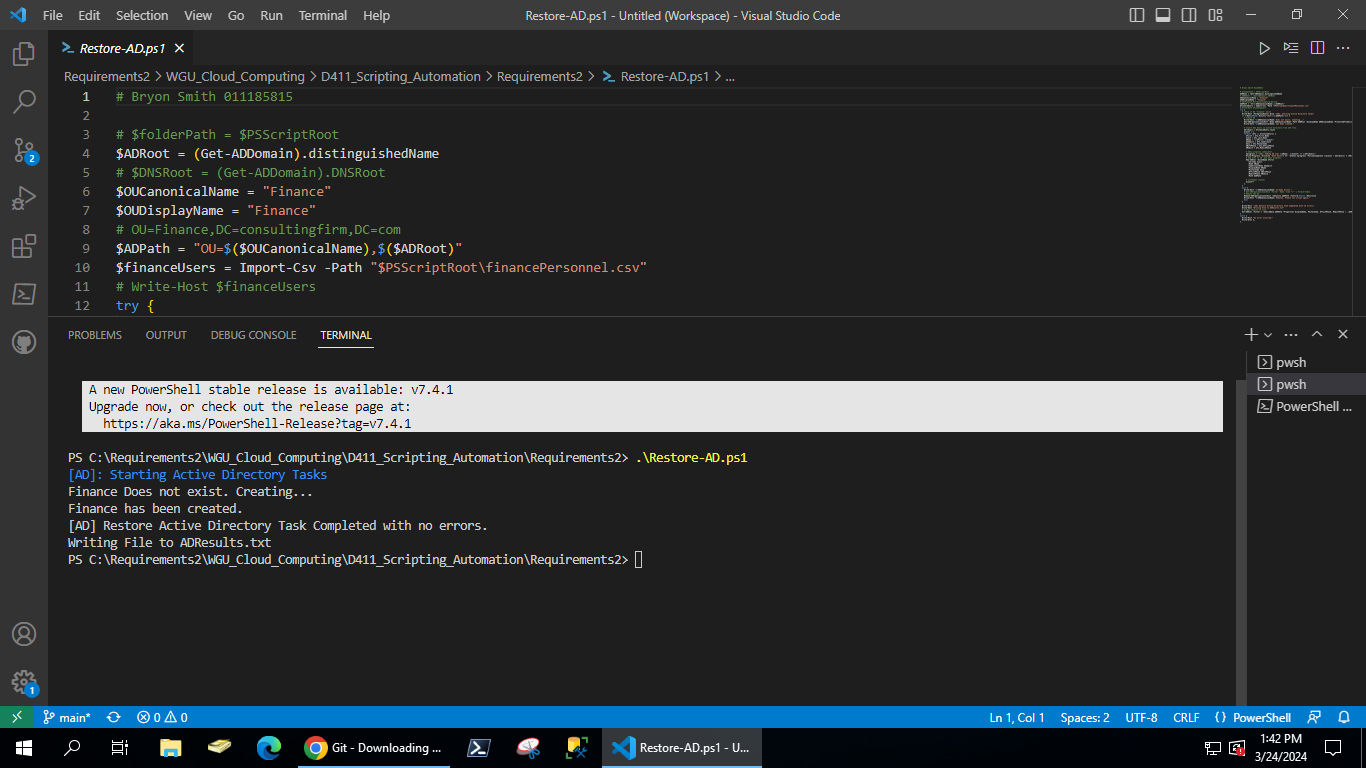 File Edit Selection View Go Run Terminal Help Restore-AD.ps1 - Untitled (Workspace) - Visual Studio Code
Restore-AD.ps1
Requirements2 > WGU_Cloud_Computing > D411_Scripting_Automation > Requirements2 > Restore-AD.ps1 > ...
1 # Bryon Smith 011185815
2
3 # $folderPath = $PSScriptRoot
4 $ADRoot = (Get-ADDomain).distinguishedName
5 # $DNSRoot = (Get-ADDomain).DNSRoot
6 $OUCanonicalName = "Finance"
7 $OUDisplayName = "Finance"
8 # OU=Finance,DC=consultingfirm,DC=com
9 $ADPath = "OU=$($OUCanonicalName),$($ADRoot)"
10 $financeUsers = Import-Csv -Path "$PSScriptRoot\financePersonnel.csv"
11 # Write-Host $financeUsers
12 try {
PROBLEMS OUTPUT DEBUG CONSOLE TERMINAL
pwsh
pwsh
PowerShell ...
A new PowerShell stable release is available: v7.4.1
Upgrade now, or check out the release page at:
https://aka.ms/PowerShell-Release?tag=v7.4.1
PS C:\Requirements2\WGU_Cloud_Computing\D411_Scripting_Automation\Requirements2> .\Restore-AD.ps1
[AD]: Starting Active Directory Tasks
Finance Does not exist. Creating...
Finance has been created.
[AD] Restore Active Directory Task Completed with no errors.
Writing File to ADResults.txt
PS C:\Requirements2\WGU_Cloud_Computing\D411_Scripting_Automation\Requirements2>
2
1
main* 0 0 Ln 1, Col 1 Spaces: 2 UTF-8 CRLF {} PowerShell
Git - Downloading ... Restore-AD.ps1 - U...
1:42 PM
3/24/2024